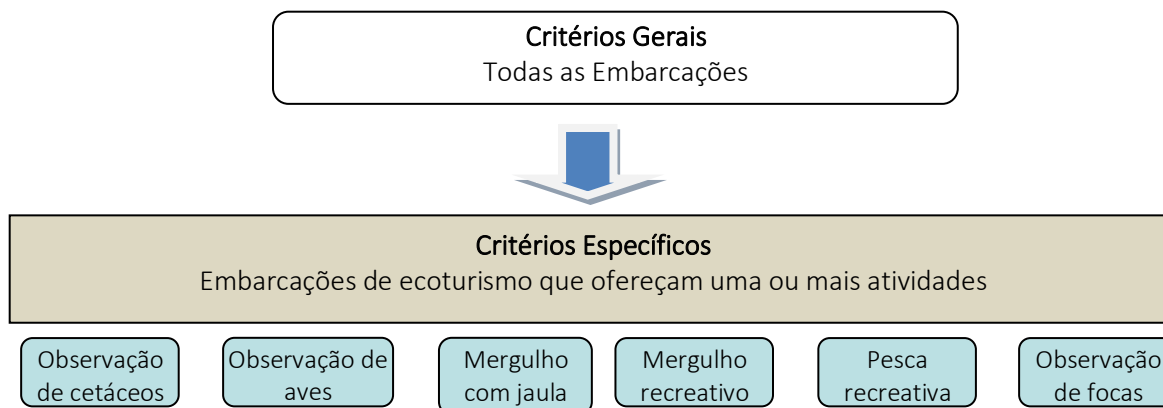 Critérios Gerais
Todas as Embarcações
Critérios Específicos
Embarcações de ecoturismo que ofereçam uma ou mais atividades
Observação
de cetáceos
Observação de
aves
Mergulho
com jaula
Mergulho
recreativo
Pesca
recreativa
Observação
de focas